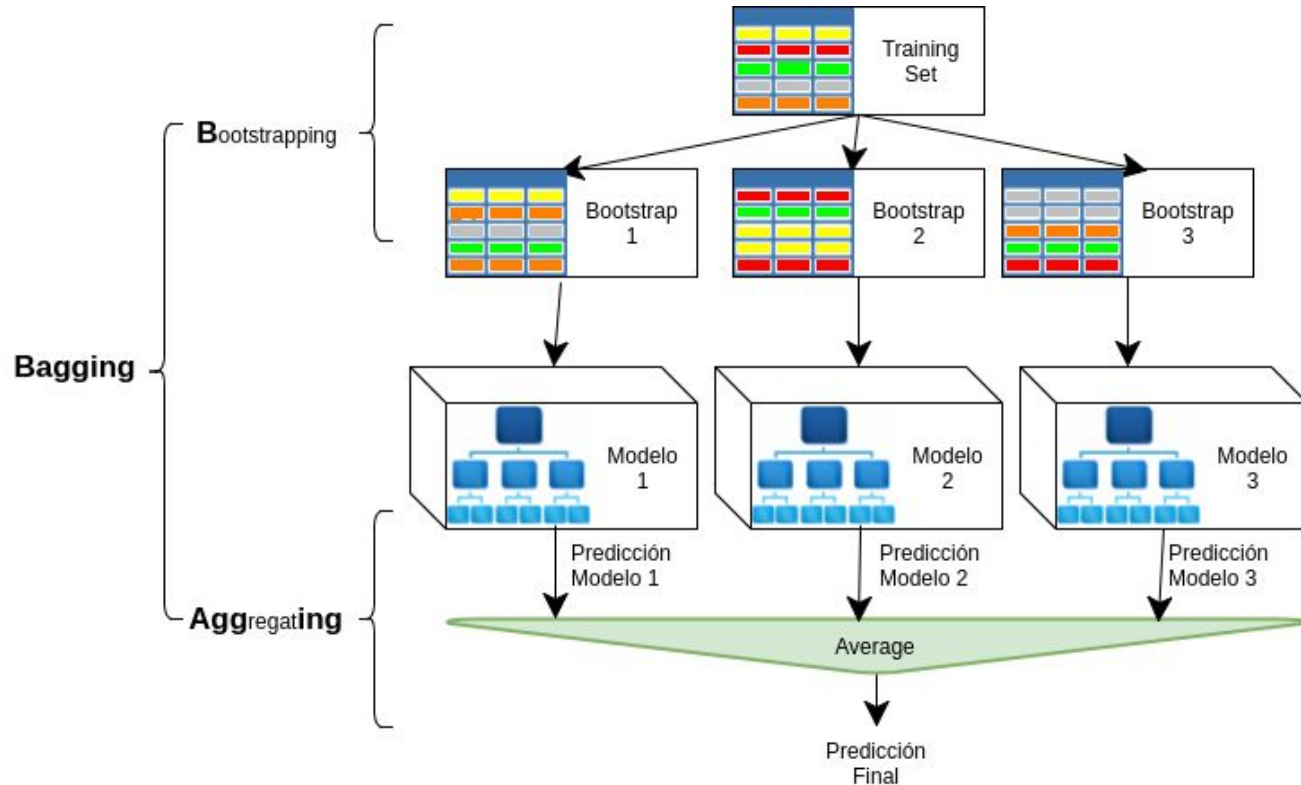 Training
Set
Bootstrapping
Bootstrap
1
Bootstrap
2
Bootstrap
3
Bagging
Modelo
1
Modelo
2
Modelo
3
Predicción
Modelo 1
Predicción
Modelo 2
Predicción
Modelo 3
Aggregating
Average
Predicción
Final